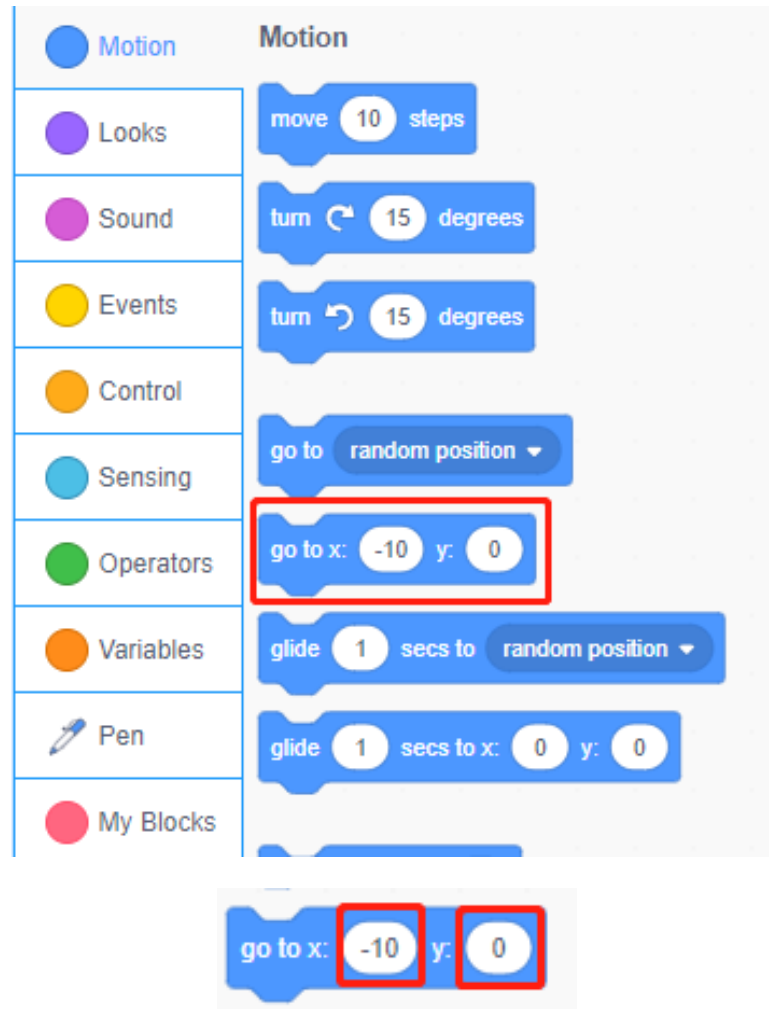 Motion
Looks
Sound
Events
Control
Sensing
Operators
Variables
Pen
My Blocks
Motion
move 10 steps
turn 15 degrees
turn 15 degrees
go to random position
go to x: -10 y: 0
glide 1 secs to random position
glide 1 secs to x: 0 y: 0
go to x: -10 y: 0